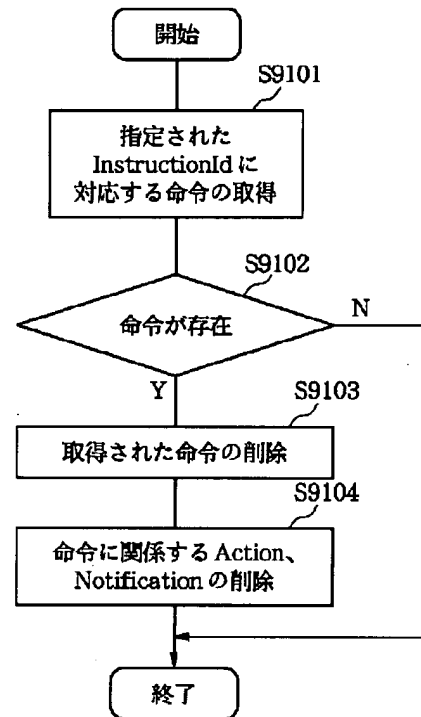 開始
S9101
指定された
InstructionIdに
対応する命令の取得
S9102
命令が存在
N
Y
S9103
取得された命令の削除
S9104
命令に関係するAction、
Notificationの削除
終了